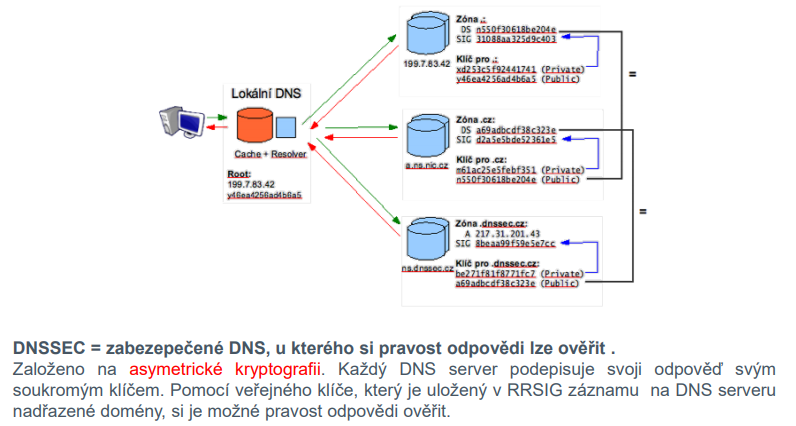 Zóna .:
DS n550f30618be204e
SIG 31088aa325d9c403
199.7.83.42
Klíč pro .:
xd253c5f92441741 (Private)
y46ea4256ad4b6a5 (Public)
=
Lokální DNS
Cache + Resolver
Root:
199.7.83.42
y46ea4256ad4b6a5
Zóna .cz:
DS a69adbcdf38c323e
SIG d2a5e5bde52361e5
a.ns.nic.cz
Klíč pro .cz:
m61ac25e5febf351 (Private)
n550f30618be204e (Public)
=
Zóna .dnssec.cz:
A 217.31.201.43
SIG 8beaa99f59e5e7cc
ns.dnssec.cz
Klíč pro .dnssec.cz:
be271f81f8771fc7 (Private)
a69adbcdf38c323e (Public)
DNSSEC = zabezepečené DNS, u kterého si pravost odpovědi lze ověřit .
Založeno na asymetrické kryptografii. Každý DNS server podepisuje svoji odpověď svým
soukromým klíčem. Pomocí veřejného klíče, který je uložený v RRSIG záznamu na DNS serveru
nadřazené domény, si je možné pravost odpovědi ověřit.